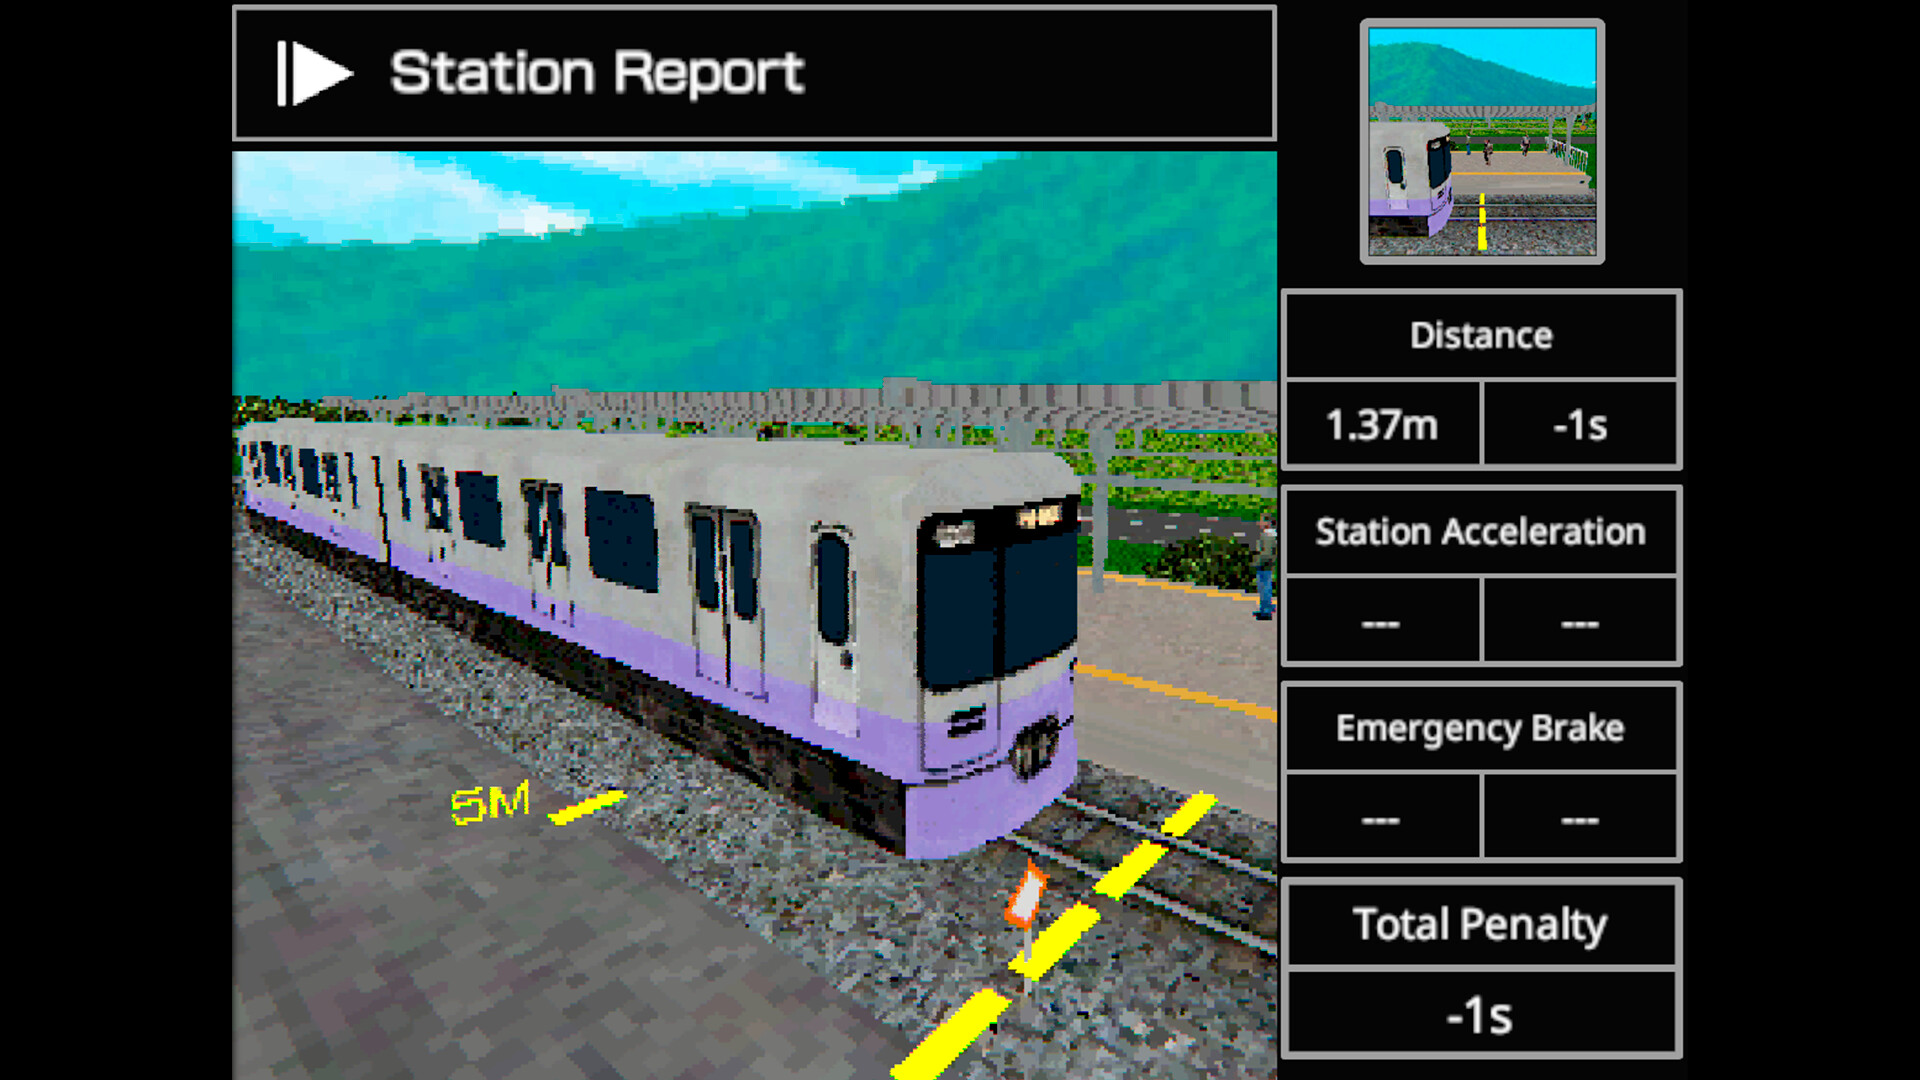 Station Report
5M
Distance
1.37m -1s
Station Acceleration
--- ---
Emergency Brake
--- ---
Total Penalty
-1s